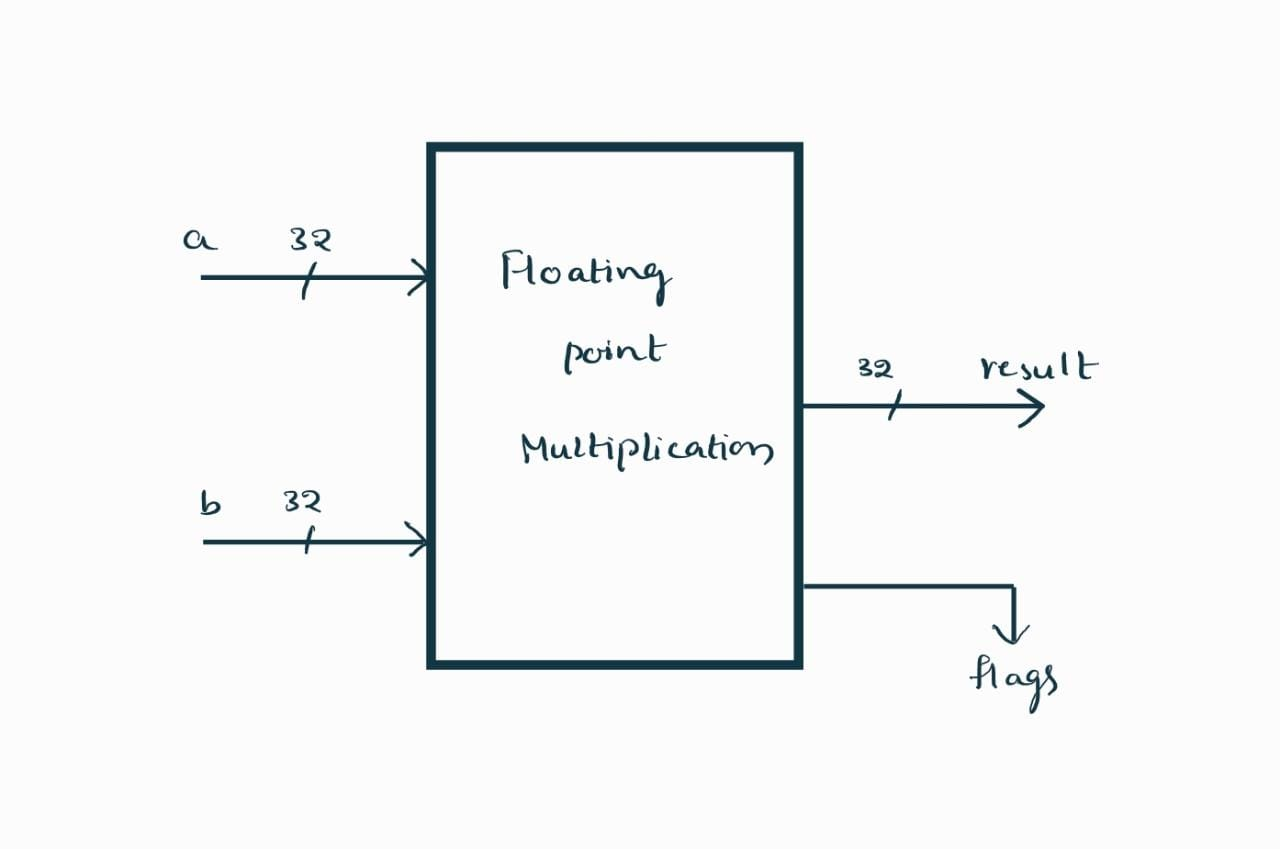 a 32
Floating
point
32 result
Multiplication
b 32
flags